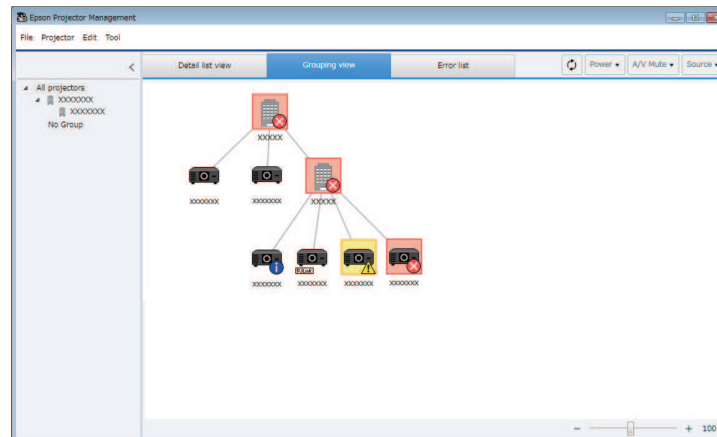 Epson Projector Management
File Projector Edit Tool
Detail list view Grouping view Error list Power A/V Mute Source
All projectors
XXXXXXX
XXXXXXX
No Group
XXXXX
XXXXXXX XXXXXXX XXXXX
PJLink
XXXXXXX XXXXXXX XXXXXXX XXXXXXX
100